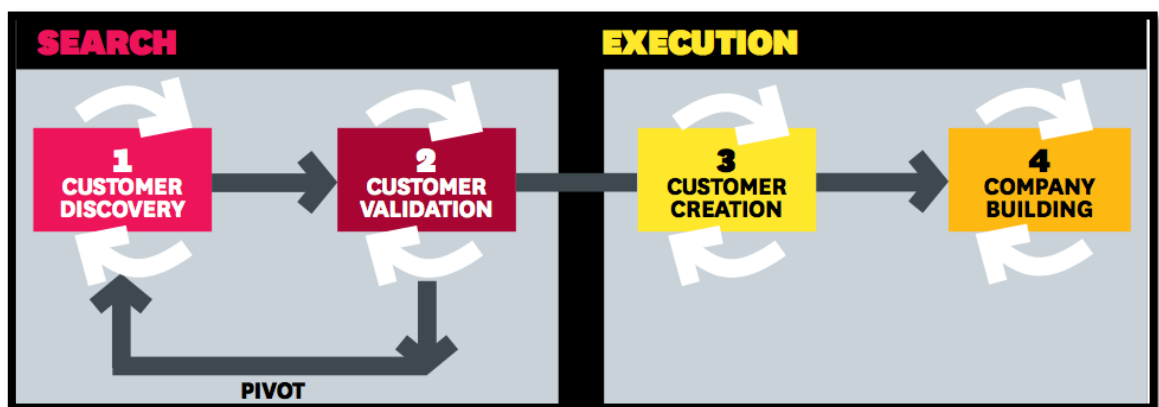 SEARCH
EXECUTION
1
CUSTOMER
DISCOVERY
2
CUSTOMER
VALIDATION
3
CUSTOMER
CREATION
4
COMPANY
BUILDING
PIVOT